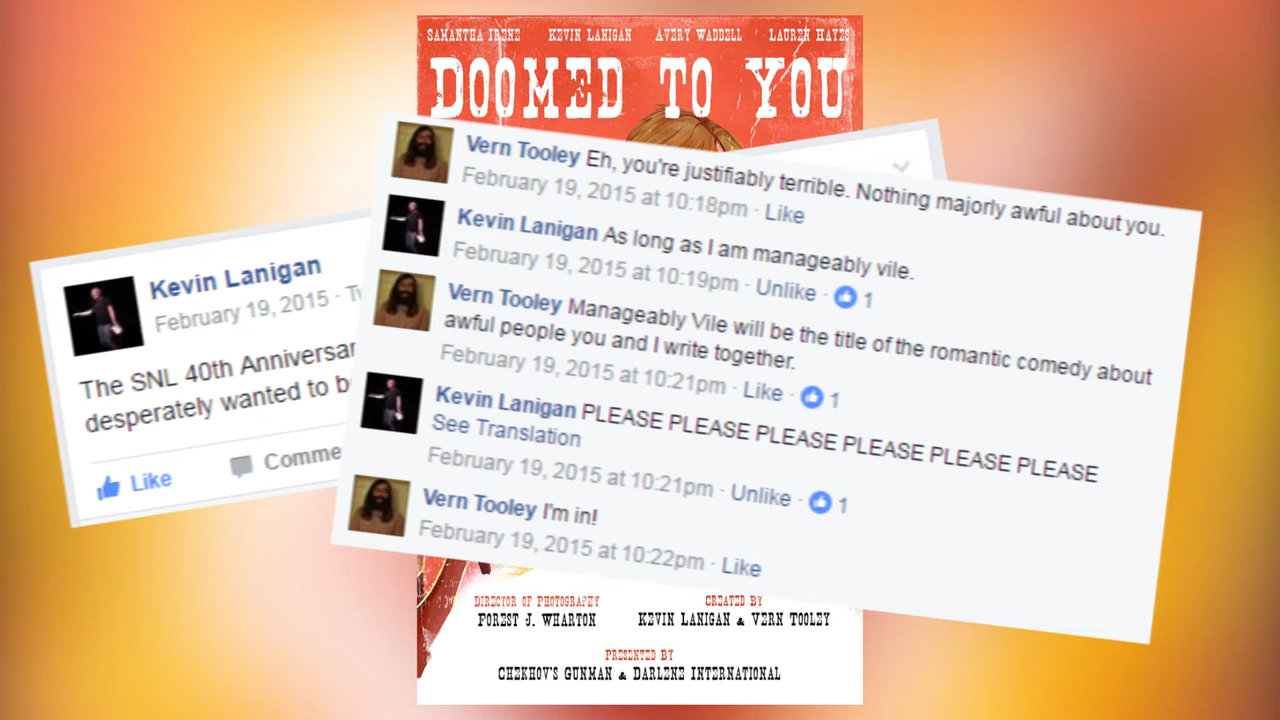 SAMANTHA IRENE KEVIN LANIGAN AVERY WADDELL LAUREN HAYES
DOOMED TO YOU
Kevin Lanigan
February 19, 2015 ·
The SNL 40th
desperately wanted to
Like
Vern Tooley Eh, you're justifiably terrible. Nothing majorly awful about you.
February 19, 2015 at 10:18pm · Like
Kevin Lanigan As long as I am manageably vile.
February 19, 2015 at 10:19pm · Unlike · 1
Vern Tooley Manageably Vile will be the title of the romantic comedy about
awful people you and I write together.
February 19, 2015 at 10:21pm · Like · 1
Kevin Lanigan PLEASE PLEASE PLEASE PLEASE PLEASE PLEASE
See Translation
February 19, 2015 at 10:21pm · Unlike · 1
Vern Tooley I'm in!
February 19, 2015 at 10:22pm · Like
DIRECTOR OF PHOTOGRAPHY
FOREST J. WHARTON
CREATED BY
KEVIN LANIGAN & VERN TOOLEY
PRESENTED BY
CHEKHOV'S GUNMAN & DARLENE INTERNATIONAL